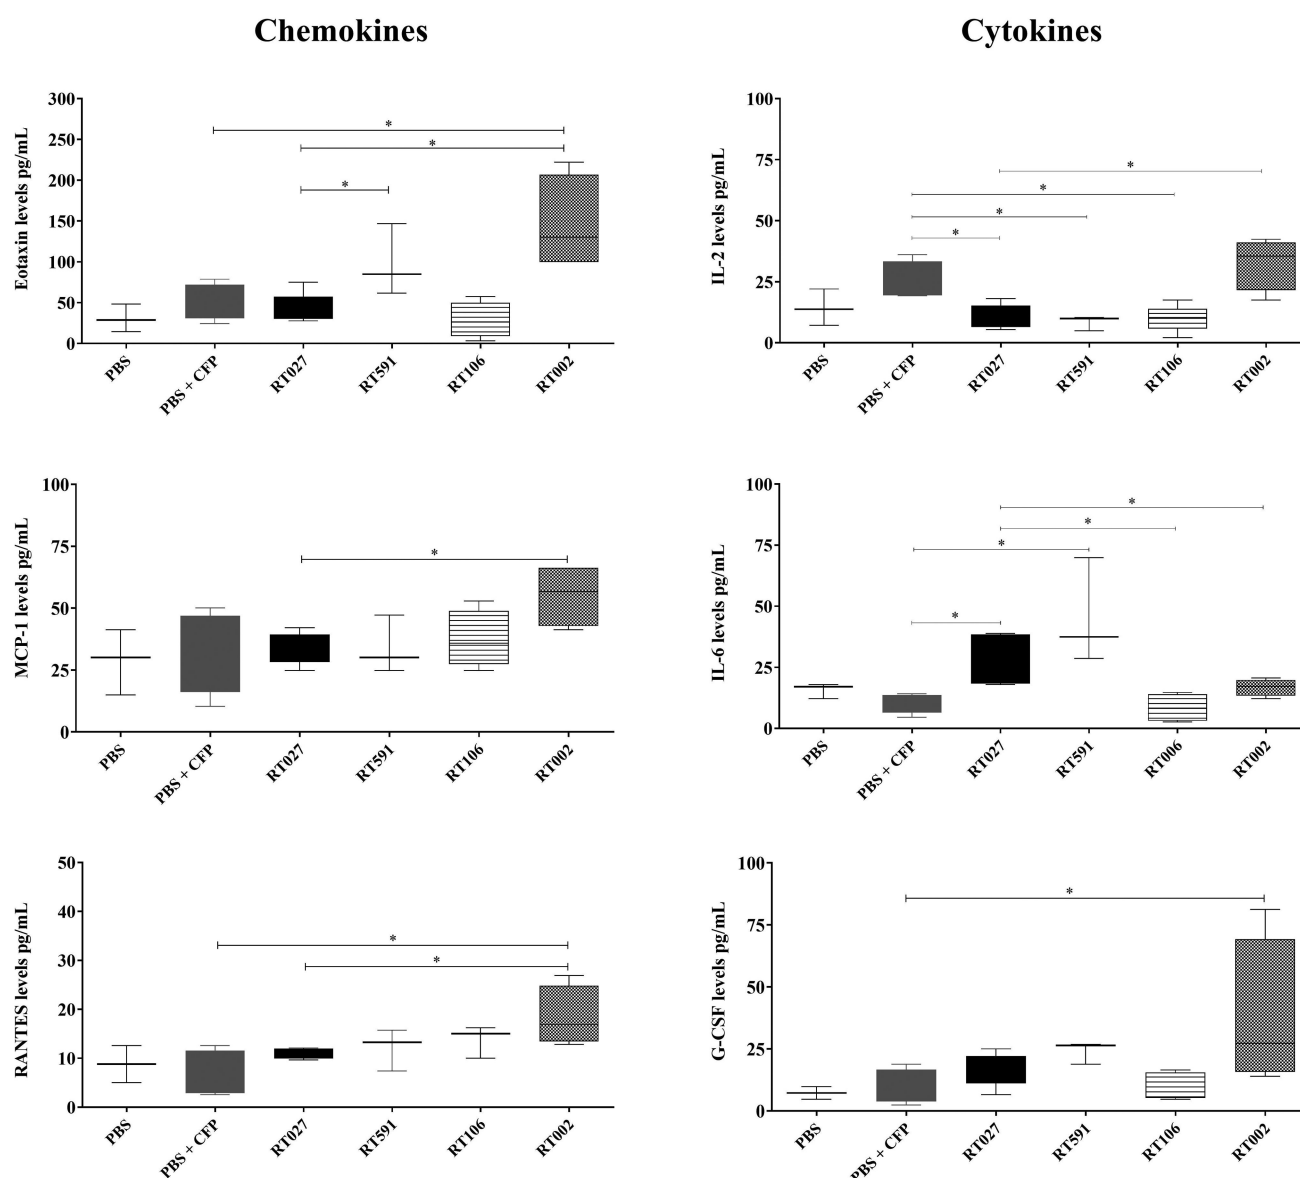 Chemokines
Cytokines
Eotaxin levels pg/mL
300
250
200
150
100
50
0
*
*
*
PBS
PBS + CFP
RT027
RT591
RT106
RT002
IL-2 levels pg/mL
100
75
50
25
0
*
*
*
*
PBS
PBS + CFP
RT027
RT591
RT106
RT002
MCP-1 levels pg/mL
100
75
50
25
0
*
PBS
PBS + CFP
RT027
RT591
RT106
RT002
IL-6 levels pg/mL
100
75
50
25
0
*
*
*
*
PBS
PBS + CFP
RT027
RT591
RT006
RT002
RANTES levels pg/mL
50
40
30
20
10
0
*
*
PBS
PBS + CFP
RT027
RT591
RT106
RT002
G-CSF levels pg/mL
100
75
50
25
0
*
PBS
PBS + CFP
RT027
RT591
RT106
RT002